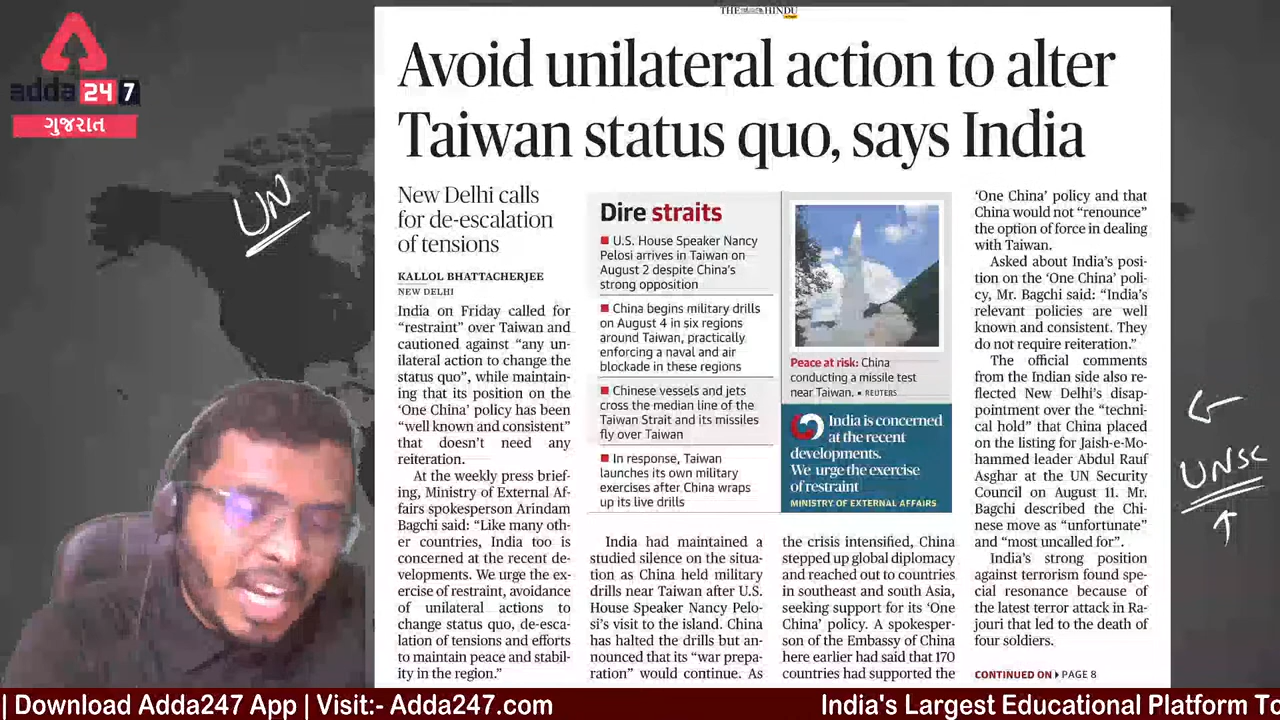 THE HINDU
adda 24 7
ગુજરાત
Avoid unilateral action to alter
Taiwan status quo, says India
UN
New Delhi calls
for de-escalation
of tensions
KALLOL BHATTACHERJEE
NEW DELHI
India on Friday called for
“restraint” over Taiwan and
cautioned against “any un-
ilateral action to change the
status quo”, while maintain-
ing that its position on the
‘One China’ policy has been
“well known and consistent”
that doesn’t need any
reiteration.
At the weekly press brief-
ing, Ministry of External Af-
fairs spokesperson Arindam
Bagchi said: “Like many oth-
er countries, India too is
concerned at the recent de-
velopments. We urge the ex-
ercise of restraint, avoidance
of unilateral actions to
change status quo, de-esca-
lation of tensions and efforts
to maintain peace and stabil-
ity in the region.”
Dire straits
U.S. House Speaker Nancy
Pelosi arrives in Taiwan on
August 2 despite China’s
strong opposition
China begins military drills
on August 4 in six regions
around Taiwan, practically
enforcing a naval and air
blockade in these regions
Chinese vessels and jets
cross the median line of the
Taiwan Strait and its missiles
fly over Taiwan
In response, Taiwan
launches its own military
exercises after China wraps
up its live drills
Peace at risk: China
conducting a missile test
near Taiwan. ▪ REUTERS
India is concerned
at the recent
developments.
We urge the exercise
of restraint
MINISTRY OF EXTERNAL AFFAIRS
India had maintained a
studied silence on the situa-
tion as China held military
drills near Taiwan after U.S.
House Speaker Nancy Pelo-
si’s visit to the island. China
has halted the drills but an-
nounced that its “war prepa-
ration” would continue. As
the crisis intensified, China
stepped up global diplomacy
and reached out to countries
in southeast and south Asia,
seeking support for its ‘One
China’ policy. A spokesper-
son of the Embassy of China
here earlier had said that 170
countries had supported the
‘One China’ policy and that
China would not “renounce”
the option of force in dealing
with Taiwan.
Asked about India’s posi-
tion on the ‘One China’ poli-
cy, Mr. Bagchi said: “India’s
relevant policies are well
known and consistent. They
do not require reiteration.”
The official comments
from the Indian side also re-
flected New Delhi’s disap-
pointment over the “techni-
cal hold” that China placed
on the listing for Jaish-e-Mo-
hammed leader Abdul Rauf
Asghar at the UN Security
Council on August 11. Mr.
Bagchi described the Chi-
nese move as “unfortunate”
and “most uncalled for”.
India’s strong position
against terrorism found spe-
cial resonance because of
the latest terror attack in Ra-
jouri that led to the death of
four soldiers.
CONTINUED ON ▸ PAGE 8
UNSC
| Download Adda247 App | Visit:- Adda247.com
India's Largest Educational Platform To